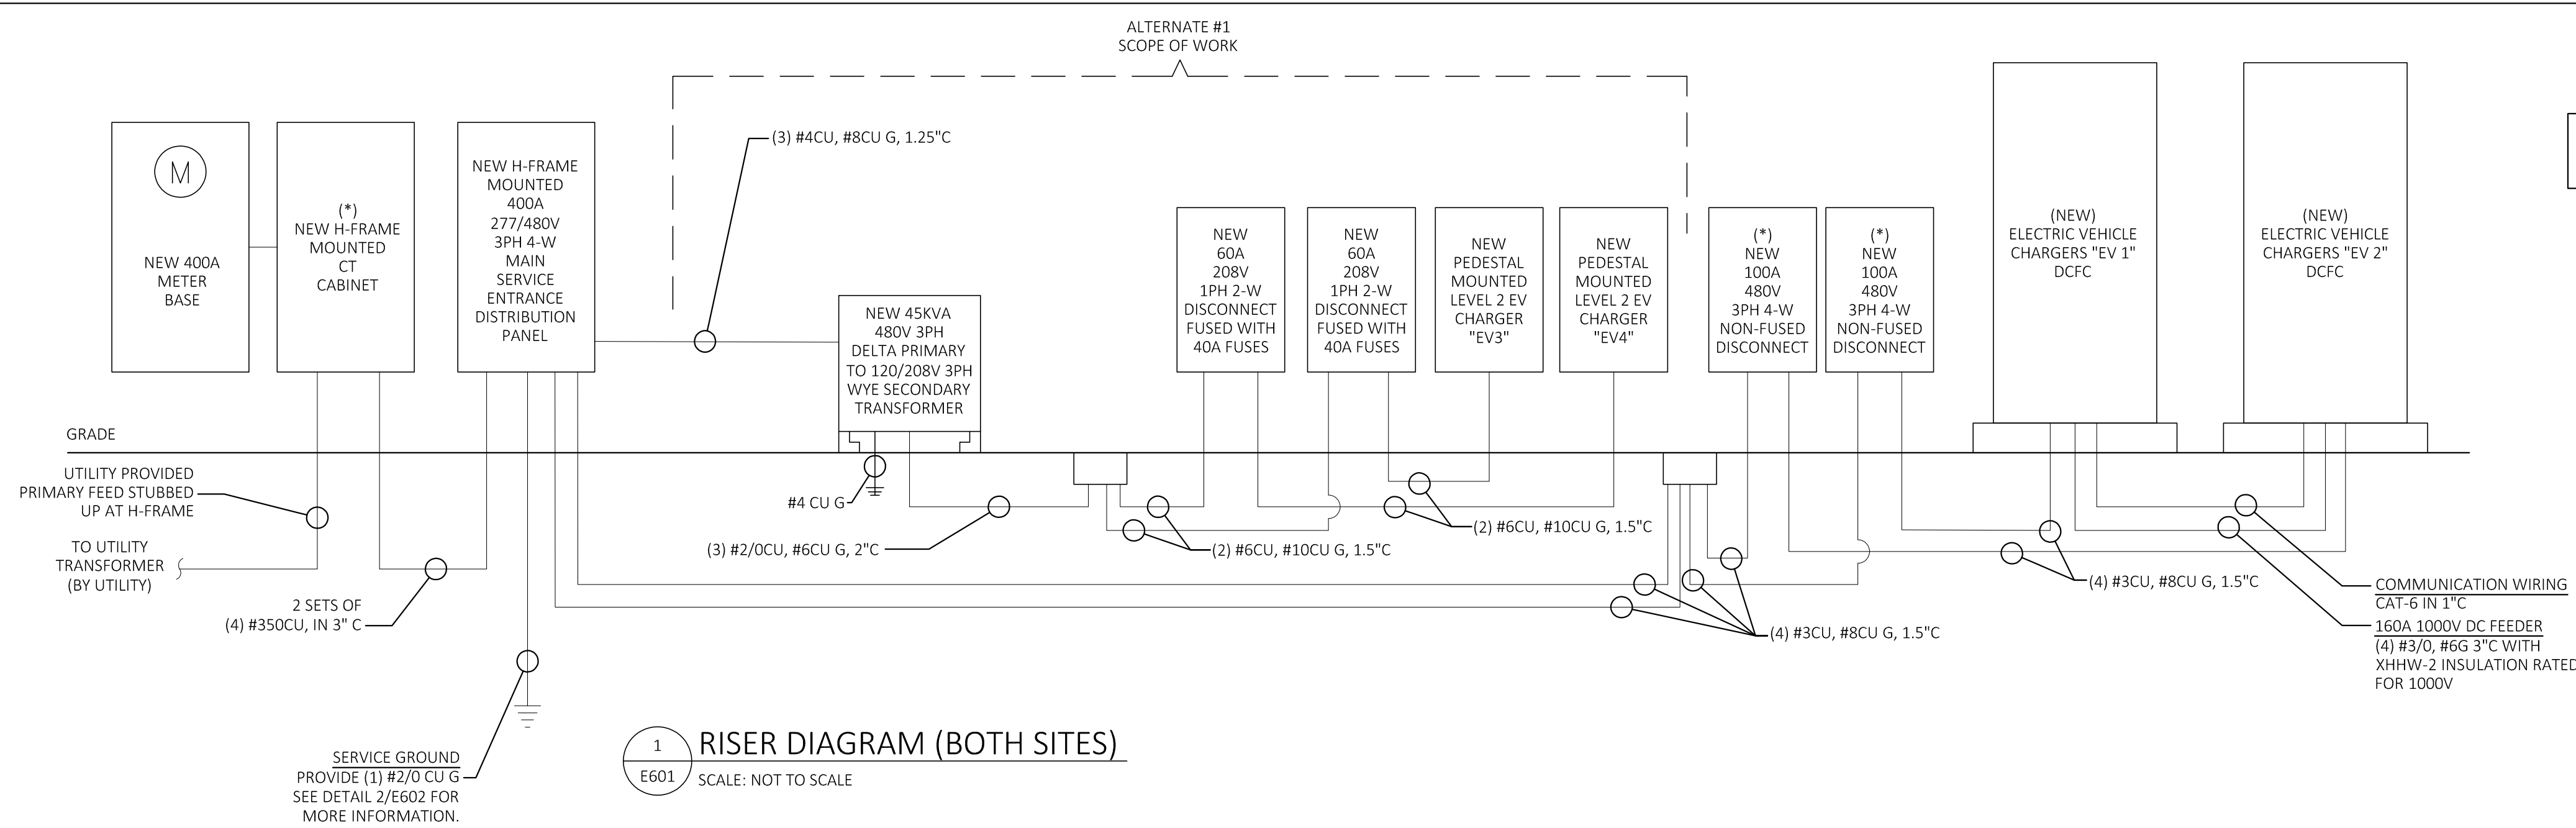 ALTERNATE #1
SCOPE OF WORK
M
NEW 400A
METER
BASE
(*)
NEW H-FRAME
MOUNTED
CT
CABINET
NEW H-FRAME
MOUNTED
400A
277/480V
3PH 4-W
MAIN
SERVICE
ENTRANCE
DISTRIBUTION
PANEL
(3) #4CU, #8CU G, 1.25"C
NEW 45KVA
480V 3PH
DELTA PRIMARY
TO 120/208V 3PH
WYE SECONDARY
TRANSFORMER
NEW
60A
208V
1PH 2-W
DISCONNECT
FUSED WITH
40A FUSES
NEW
60A
208V
1PH 2-W
DISCONNECT
FUSED WITH
40A FUSES
NEW
PEDESTAL
MOUNTED
LEVEL 2 EV
CHARGER
"EV3"
NEW
PEDESTAL
MOUNTED
LEVEL 2 EV
CHARGER
"EV4"
(*)
NEW
100A
480V
3PH 4-W
NON-FUSED
DISCONNECT
(*)
NEW
100A
480V
3PH 4-W
NON-FUSED
DISCONNECT
(NEW)
ELECTRIC VEHICLE
CHARGERS "EV 1"
DCFC
(NEW)
ELECTRIC VEHICLE
CHARGERS "EV 2"
DCFC
GRADE
UTILITY PROVIDED
PRIMARY FEED STUBBED
UP AT H-FRAME
TO UTILITY
TRANSFORMER
(BY UTILITY)
2 SETS OF
(4) #350CU, IN 3" C
SERVICE GROUND
PROVIDE (1) #2/0 CU G
SEE DETAIL 2/E602 FOR
MORE INFORMATION.
#4 CU G
(3) #2/0CU, #6CU G, 2"C
(2) #6CU, #10CU G, 1.5"C
(2) #6CU, #10CU G, 1.5"C
(4) #3CU, #8CU G, 1.5"C
(4) #3CU, #8CU G, 1.5"C
COMMUNICATION WIRING
CAT-6 IN 1"C
160A 1000V DC FEEDER
(4) #3/0, #6G 3"C WITH
XHHW-2 INSULATION RATED
FOR 1000V
1
E601
RISER DIAGRAM (BOTH SITES)
SCALE: NOT TO SCALE